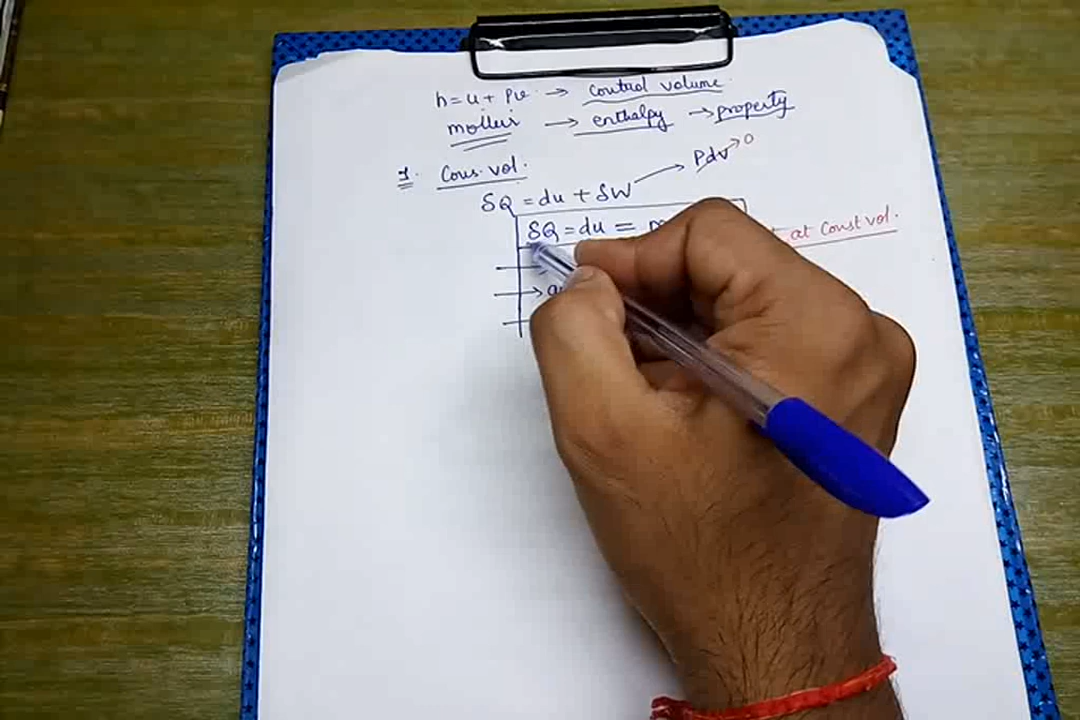 h = u + pv → control volume
mollier → enthalpy → property
1. Cons. vol.
δQ = du + δW → Pdv → 0
δQ = du = at Const vol.